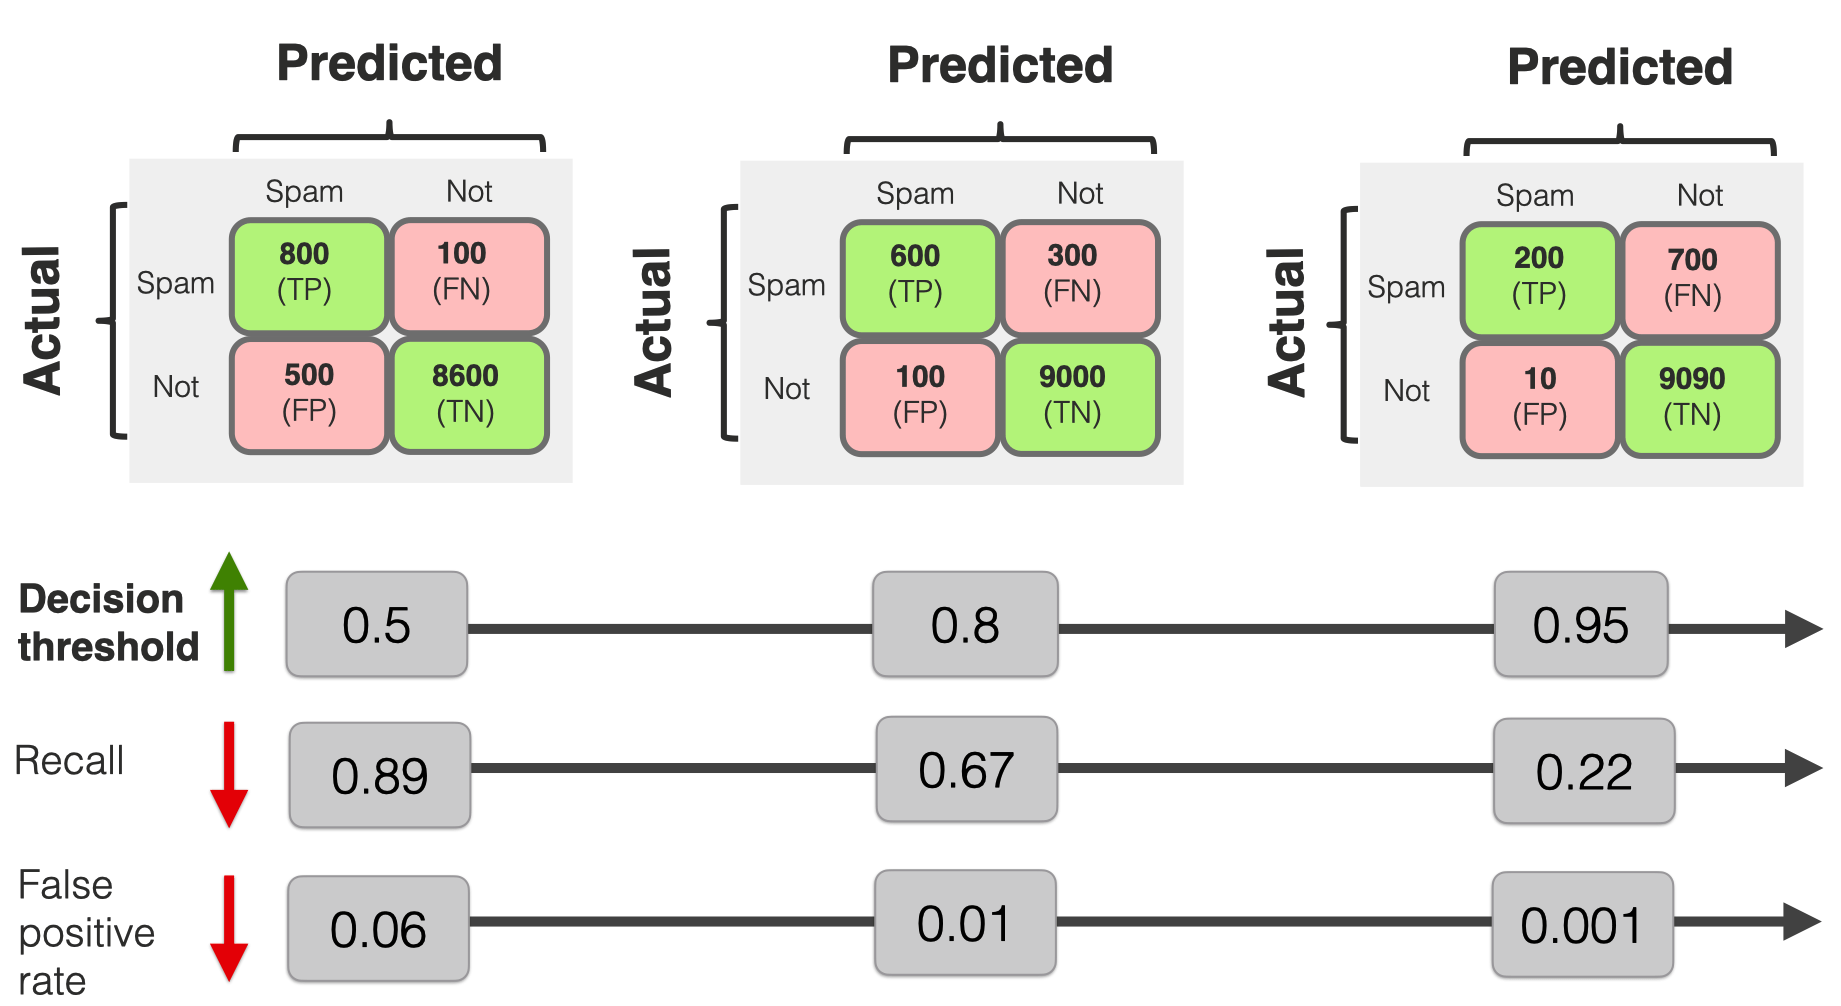 Predicted
Predicted
Predicted
Actual
Spam Not
Spam
800 (TP)
100 (FN)
Not
500 (FP)
8600 (TN)
Actual
Spam Not
Spam
600 (TP)
300 (FN)
Not
100 (FP)
9000 (TN)
Actual
Spam Not
Spam
200 (TP)
700 (FN)
Not
10 (FP)
9090 (TN)
Decision
threshold
0.5
0.8
0.95
Recall
0.89
0.67
0.22
False
positive
rate
0.06
0.01
0.001